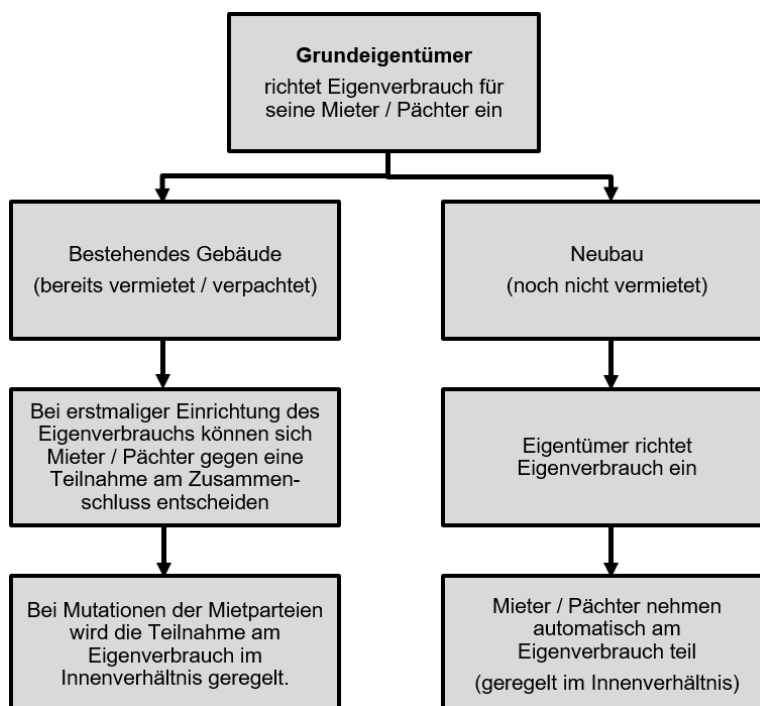 Grundeigentümer
richtet Eigenverbrauch für
seine Mieter / Pächter ein
Bestehendes Gebäude
(bereits vermietet / verpachtet)
Neubau
(noch nicht vermietet)
Bei erstmaliger Einrichtung des
Eigenverbrauchs können sich
Mieter / Pächter gegen eine
Teilnahme am Zusammen-
schluss entscheiden
Eigentümer richtet
Eigenverbrauch ein
Bei Mutationen der Mietparteien
wird die Teilnahme am
Eigenverbrauch im
Innenverhältnis geregelt.
Mieter / Pächter nehmen
automatisch am
Eigenverbrauch teil
(geregelt im Innenverhältnis)